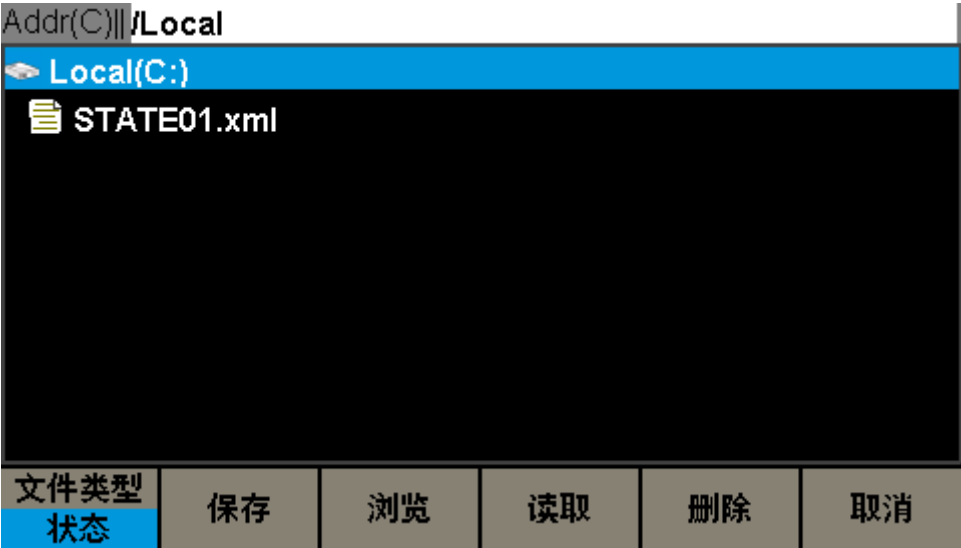 Addr(C)|| /Local
Local(C:)
STATE01.xml
文件类型 保存 浏览 读取 删除 取消
状态